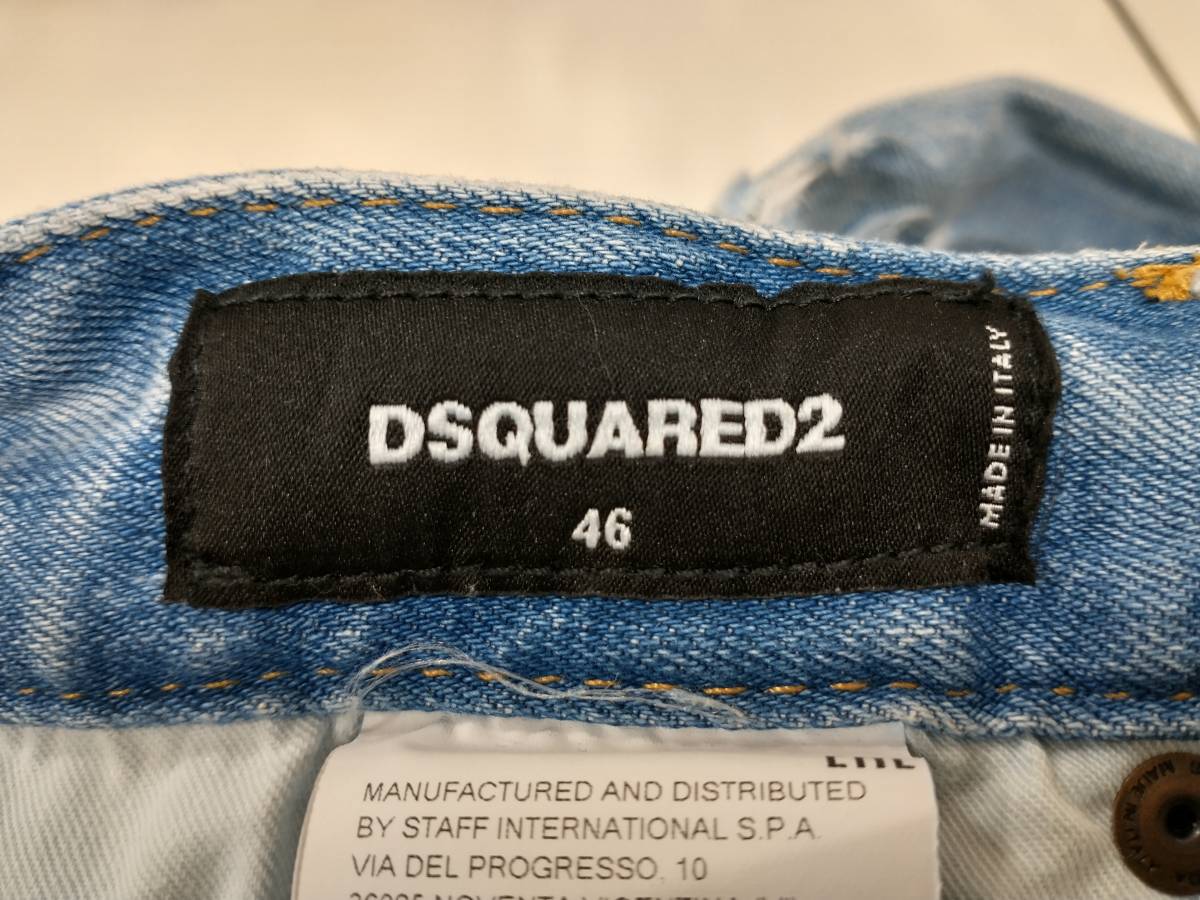 DSQUARED2
46
MADE IN ITALY
MANUFACTURED AND DISTRIBUTED
BY STAFF INTERNATIONAL S.P.A.
VIA DEL PROGRESSO, 10